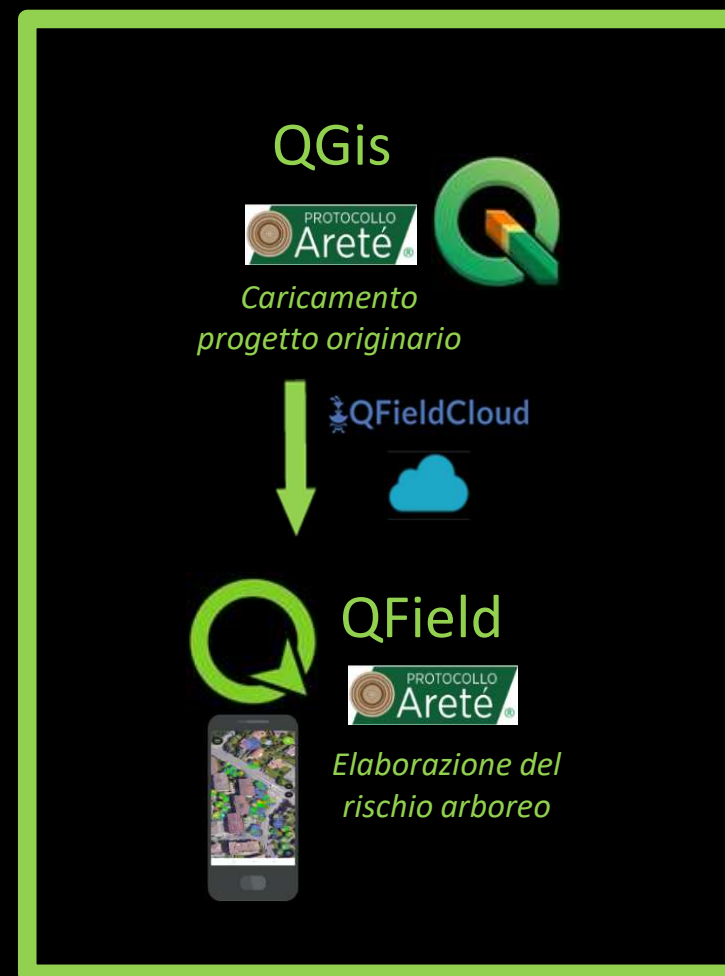 QGis
PROTOCOLLO
Areté®
Caricamento
progetto originario
QFieldCloud
QField
PROTOCOLLO
Areté®
Elaborazione del
rischio arboreo